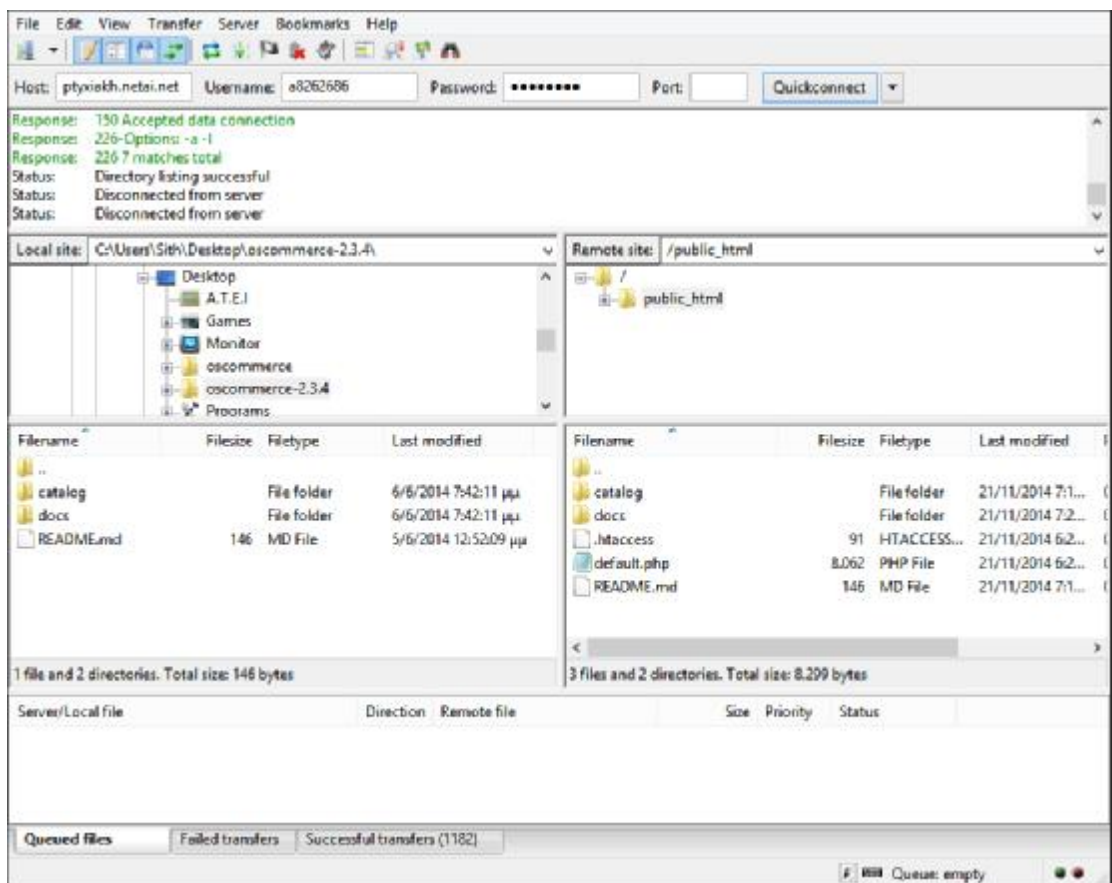 File Edit View Transfer Server Bookmarks Help
Host: ptyxiakh.netai.net Username: a8262686 Password: ●●●●●●●● Port: Quickconnect
Response: 150 Accepted data connection
Response: 226-Options: -a -l
Response: 226 7 matches total
Status: Directory listing successful
Status: Disconnected from server
Status: Disconnected from server
Local site: C:\Users\Sith\Desktop\oscommerce-2.3.4\
Desktop
A.T.E.I
Games
Monitor
oscommerce
oscommerce-2.3.4
Programs
Remote site: /public_html
/
public_html
Filename Filesize Filetype Last modified
..
catalog File folder 6/6/2014 7:42:11 μμ
docs File folder 6/6/2014 7:42:11 μμ
README.md 146 MD File 5/6/2014 12:52:09 μμ
1 file and 2 directories. Total size: 146 bytes
Filename Filesize Filetype Last modified
..
catalog File folder 21/11/2014 7:1...
docs File folder 21/11/2014 7:2...
.htaccess 91 HTACCESS... 21/11/2014 6:2...
default.php 8.062 PHP File 21/11/2014 6:2...
README.md 146 MD File 21/11/2014 7:1...
3 files and 2 directories. Total size: 8.299 bytes
Server/Local file Direction Remote file Size Priority Status
Queued files Failed transfers Successful transfers (1182)
Queue: empty